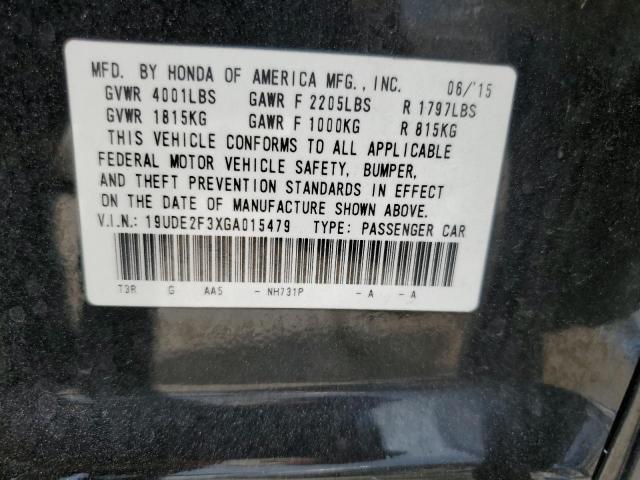 MFD. BY HONDA OF AMERICA MFG., INC. 06/'15
GVWR 4001LBS GAWR F 2205LBS R 1797LBS
GVWR 1815KG GAWR F 1000KG R 815KG
THIS VEHICLE CONFORMS TO ALL APPLICABLE
FEDERAL MOTOR VEHICLE SAFETY, BUMPER,
AND THEFT PREVENTION STANDARDS IN EFFECT
ON THE DATE OF MANUFACTURE SHOWN ABOVE.
V.I.N.: 19UDE2F3XGA015479 TYPE: PASSENGER CAR
T3R G AA5 - NH731P - A - A